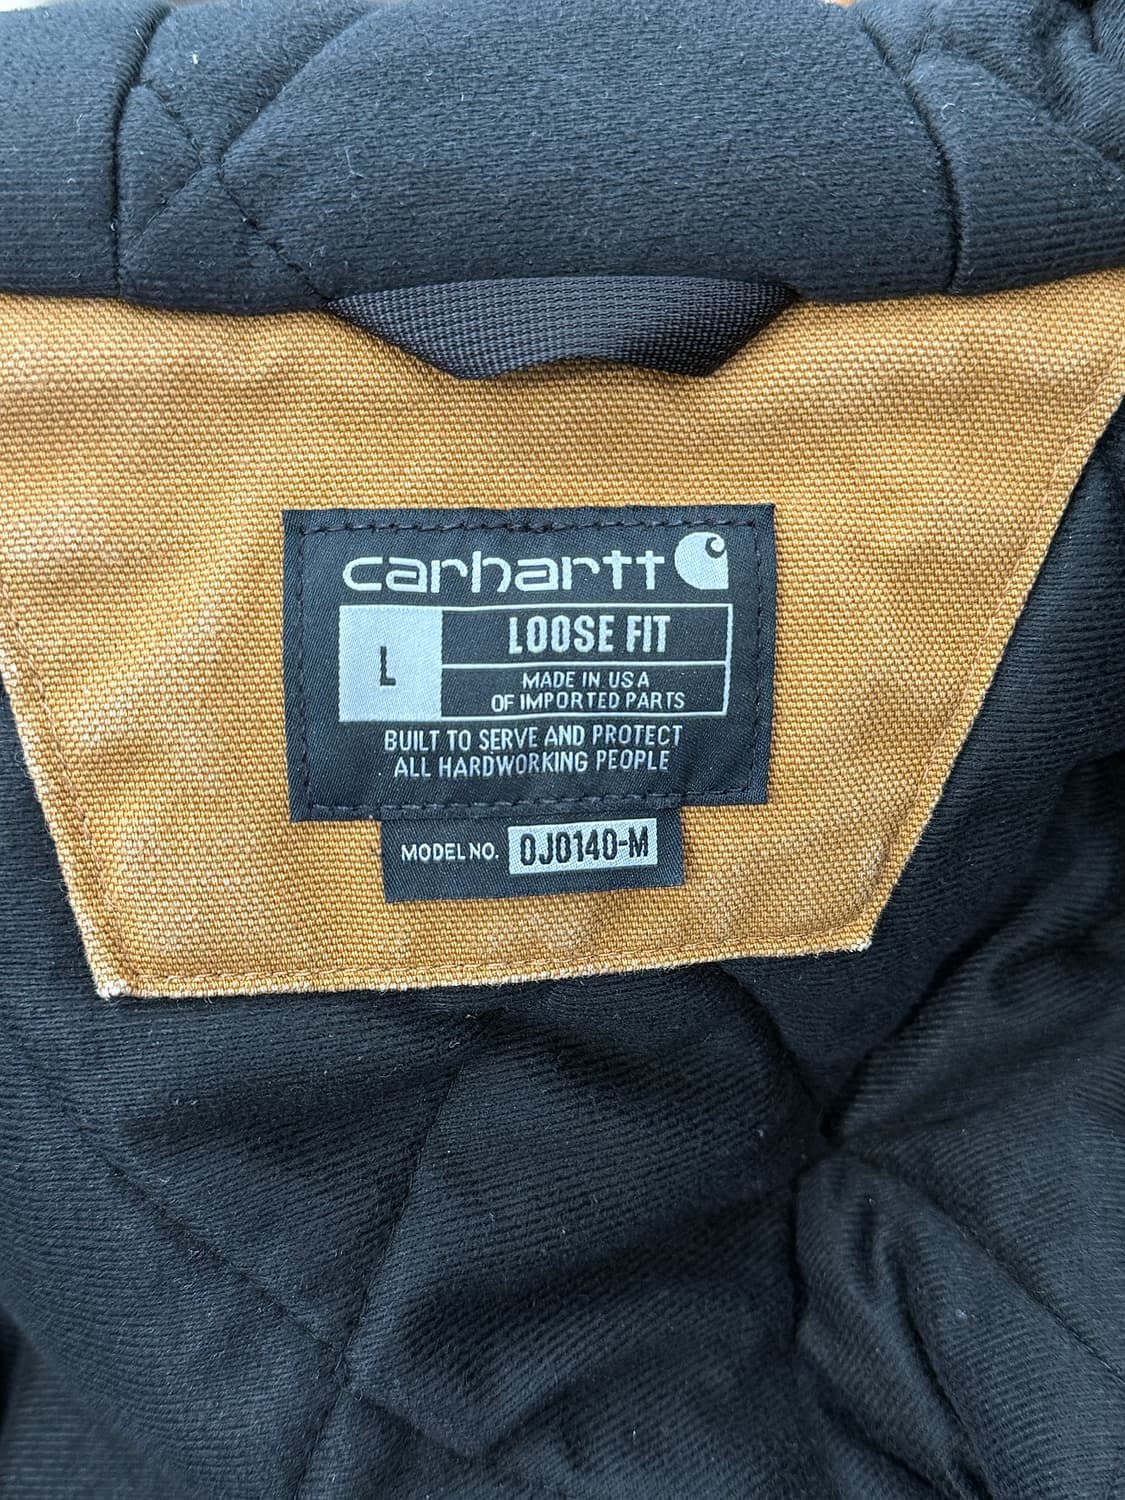 carhartt
L
LOOSE FIT
MADE IN USA
OF IMPORTED PARTS
BUILT TO SERVE AND PROTECT
ALL HARDWORKING PEOPLE
MODEL NO. OJ0140-M